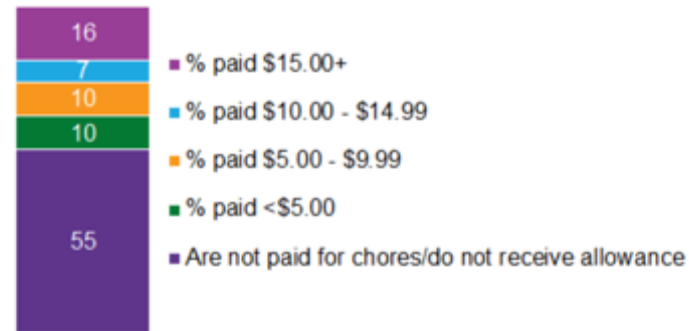 16
7
10
10
55
% paid $15.00+
% paid $10.00 - $14.99
% paid $5.00 - $9.99
% paid <$5.00
Are not paid for chores/do not receive allowance